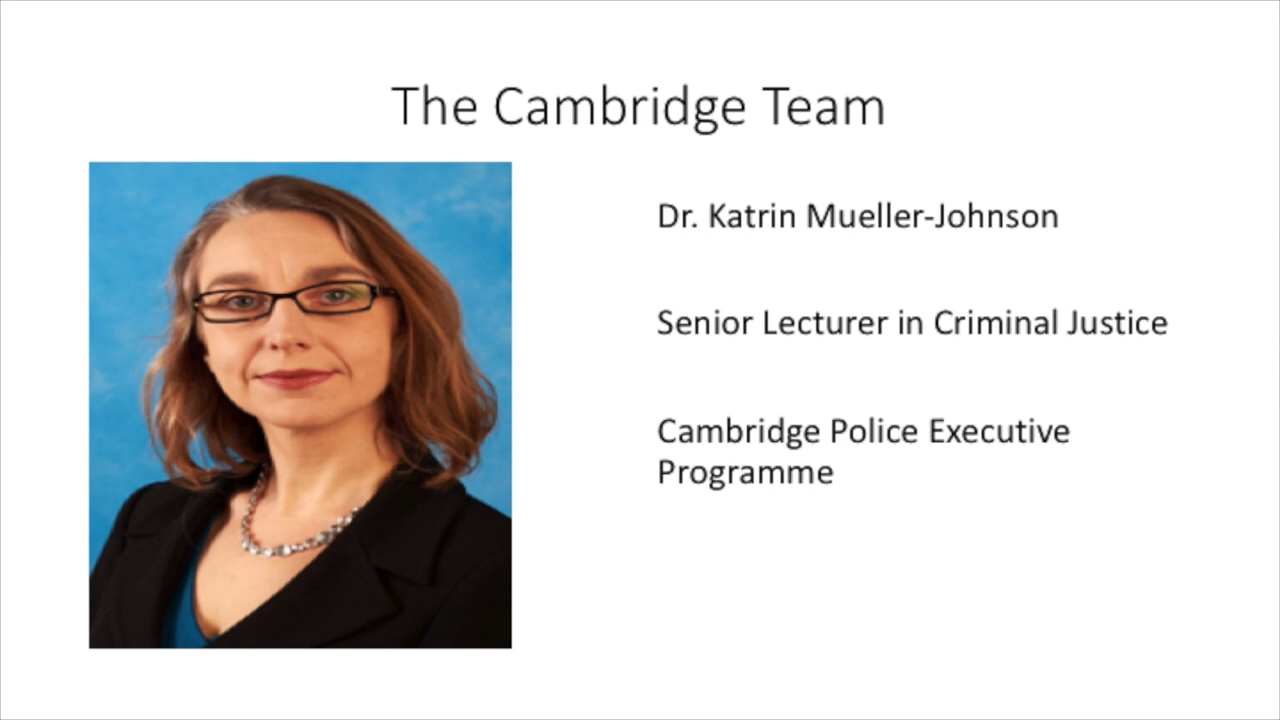 The Cambridge Team
Dr. Katrin Mueller-Johnson
Senior Lecturer in Criminal Justice
Cambridge Police Executive
Programme